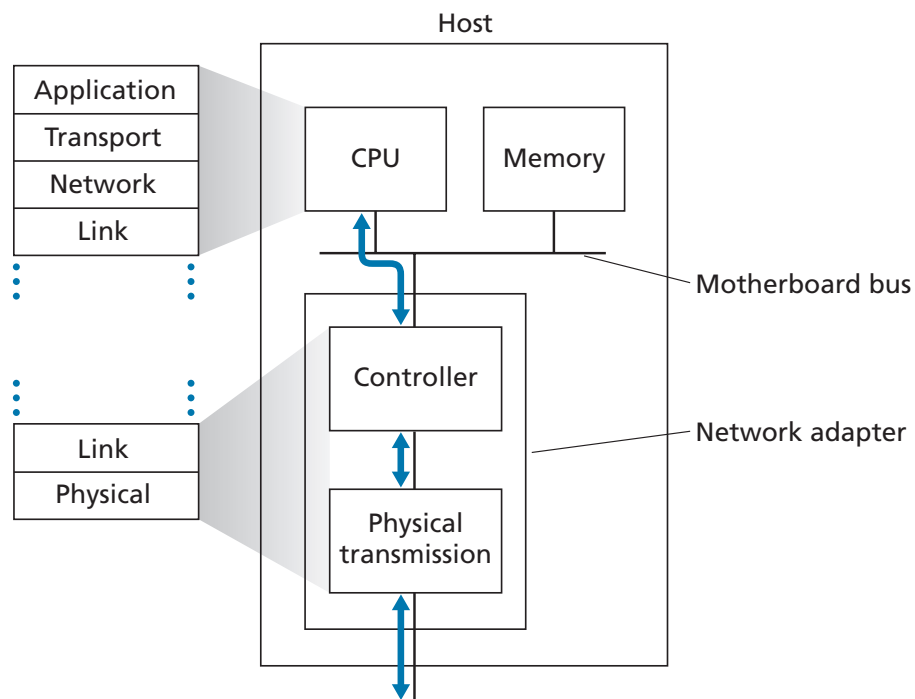 Host
Application
Transport
Network
Link
CPU
Memory
Motherboard bus
Controller
Network adapter
Link
Physical
Physical
transmission